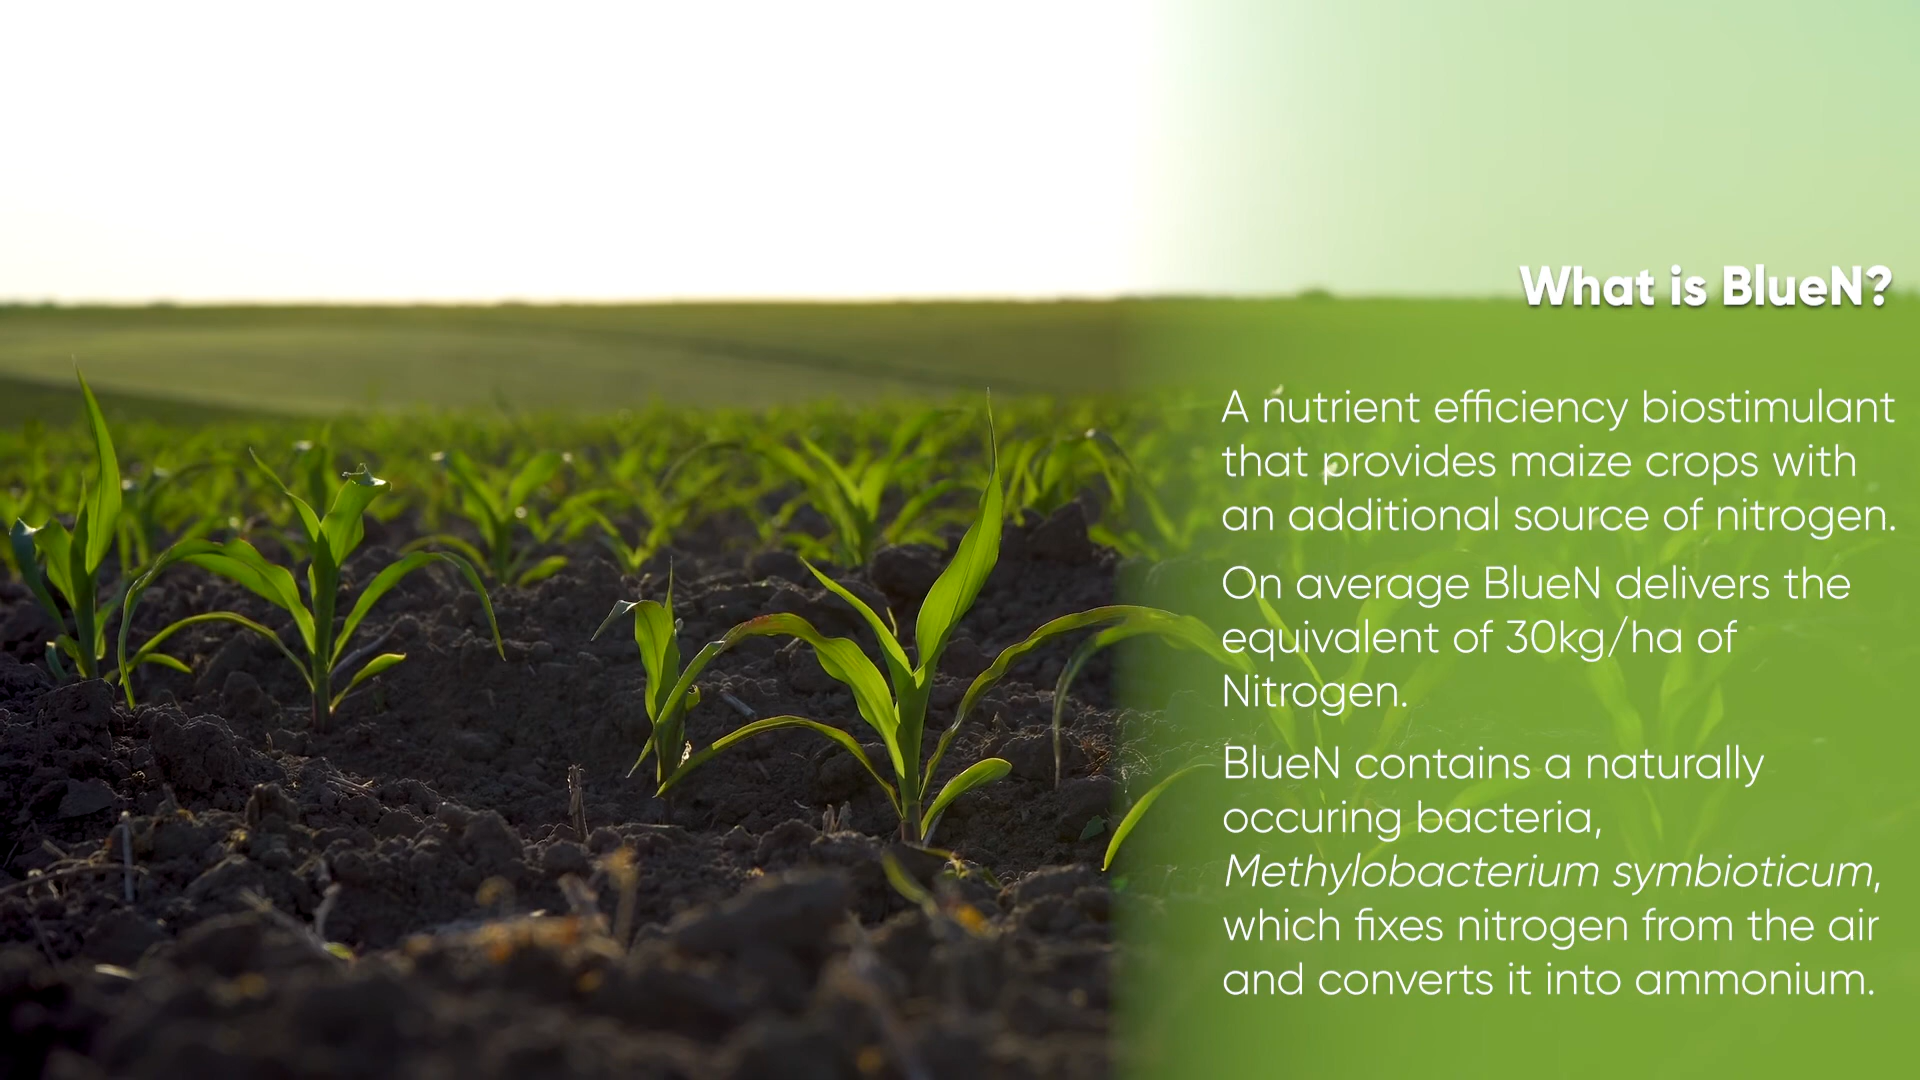 What is BlueN?
A nutrient efficiency biostimulant
that provides maize crops with
an additional source of nitrogen.
On average BlueN delivers the
equivalent of 30kg/ha of
Nitrogen.
BlueN contains a naturally
occuring bacteria,
Methylobacterium symbioticum,
which fixes nitrogen from the air
and converts it into ammonium.